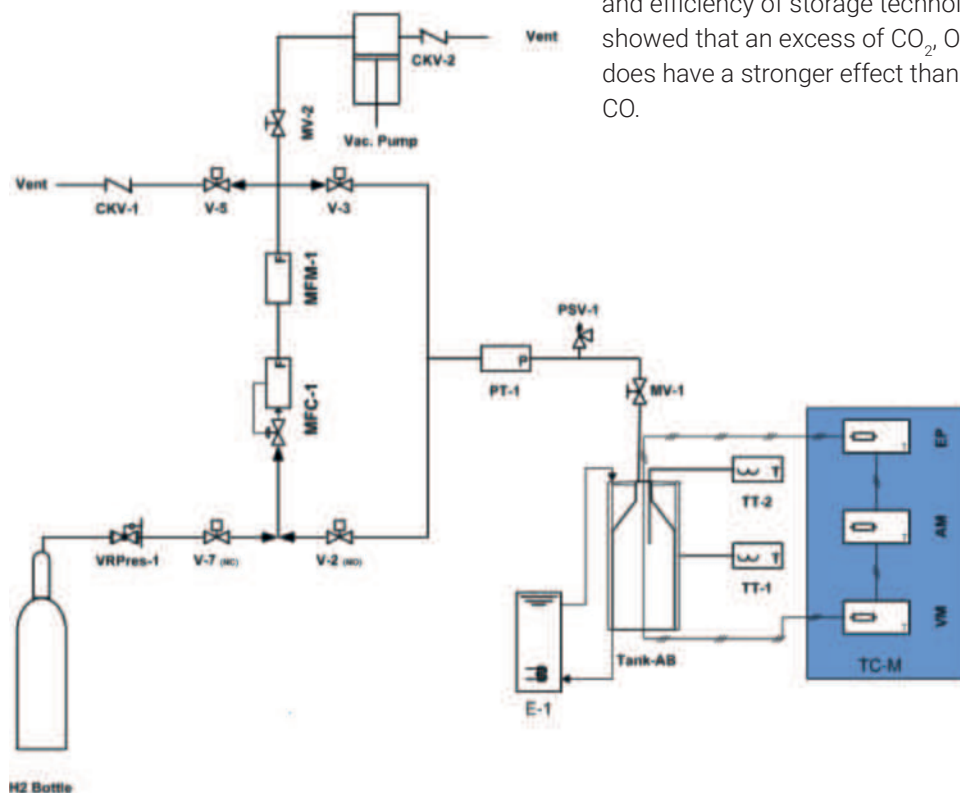 and efficiency of storage technol
showed that an excess of CO2, O
does have a stronger effect than
CO.
Vent
CKV-2
MV-2
Vac. Pump
Vent
CKV-1
V-5
V-3
F
MFM-1
PSV-1
F
MFC-1
P
PT-1
MV-1
T
EP
T
TT-2
T
AM
VRPres-1
V-7 (NC)
V-2 (NO)
T
TT-1
T
VM
Tank-AB
TC-M
E-1
H2 Bottle